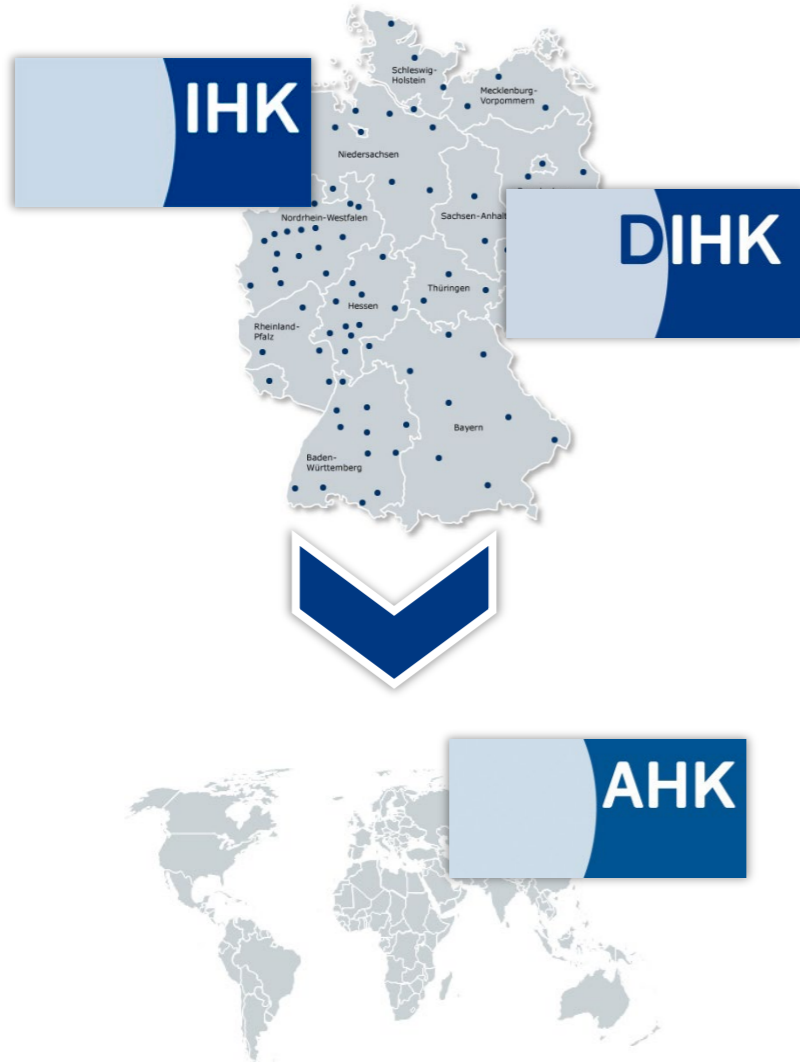 Schleswig-
Holstein
Mecklenburg-
Vorpommern
IHK
Niedersachsen
Nordrhein-Westfalen
Sachsen-Anhalt
DIHK
Thüringen
Hessen
Rheinland-
Pfalz
Bayern
Baden-
Württemberg
AHK